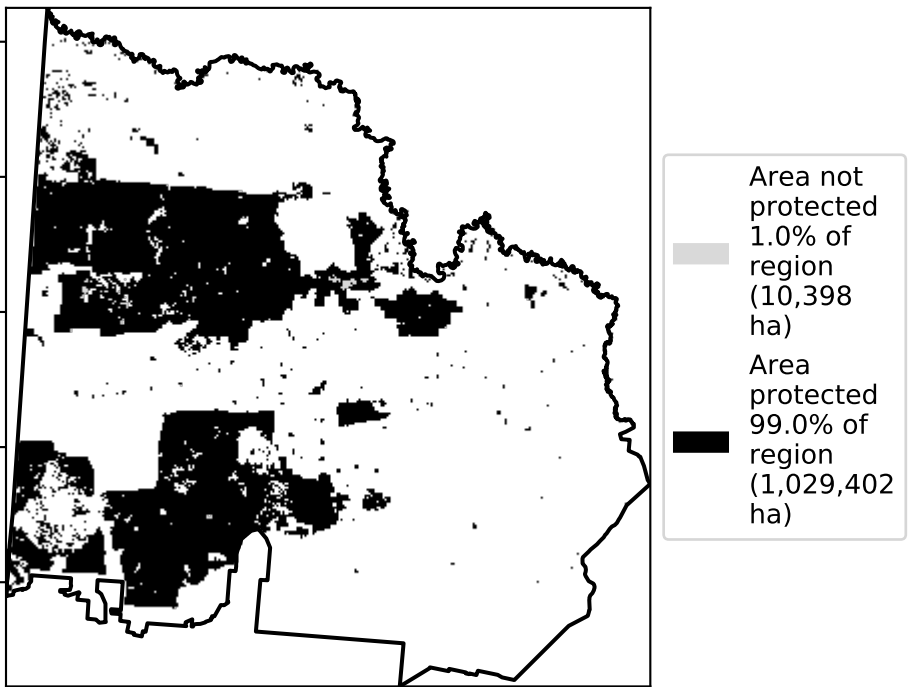 Area not
protected
1.0% of
region
(10,398
ha)
Area
protected
99.0% of
region
(1,029,402
ha)